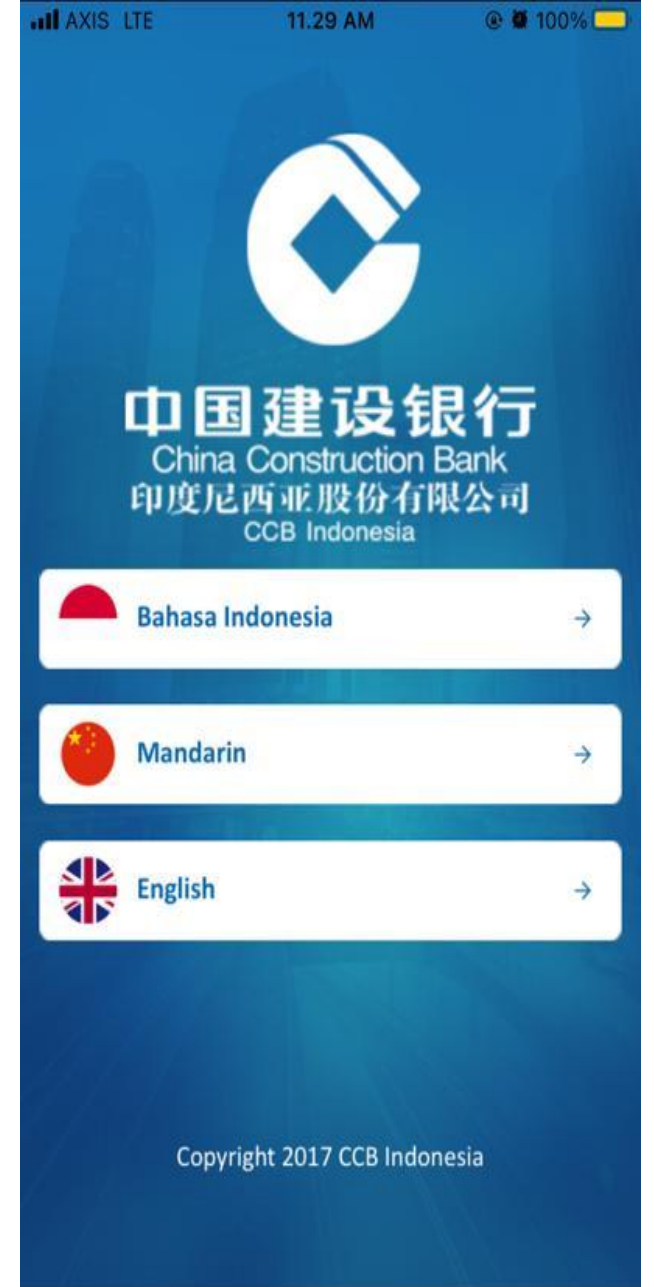 AXIS LTE 11.29 AM 100%
中国建设银行
China Construction Bank
印度尼西亚股份有限公司
CCB Indonesia
Bahasa Indonesia
Mandarin
English
Copyright 2017 CCB Indonesia